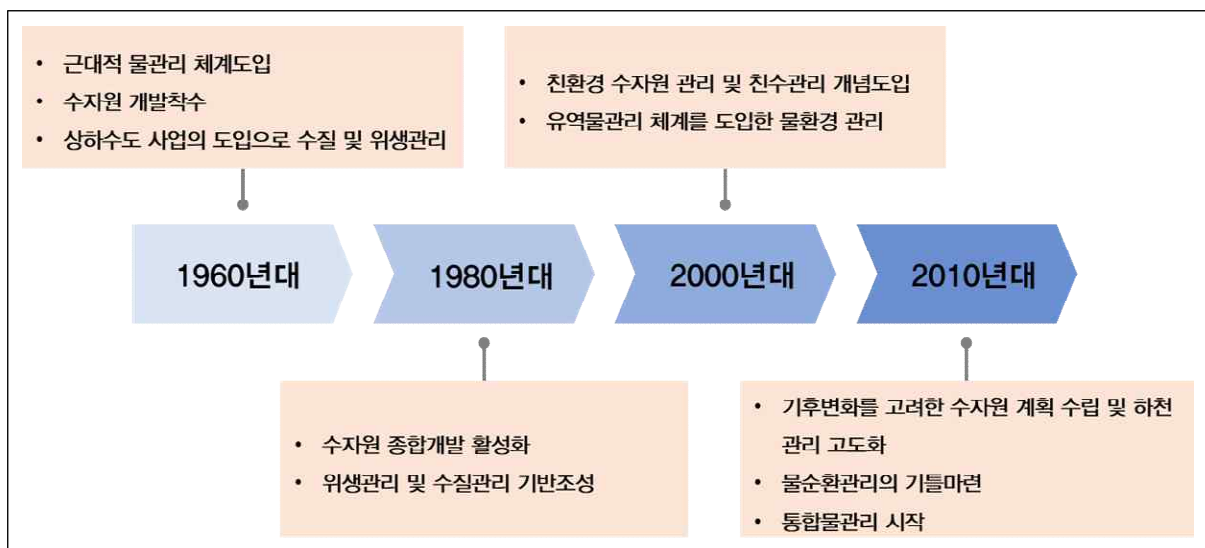 • 근대적 물관리 체계도입
• 수자원 개발착수
• 상하수도 사업의 도입으로 수질 및 위생관리
• 친환경 수자원 관리 및 친수관리 개념도입
• 유역물관리 체계를 도입한 물환경 관리
1960년대
1980년대
2000년대
2010년대
• 수자원 종합개발 활성화
• 위생관리 및 수질관리 기반조성
• 기후변화를 고려한 수자원 계획 수립 및 하천
관리 고도화
• 물순환관리의 기틀마련
• 통합물관리 시작